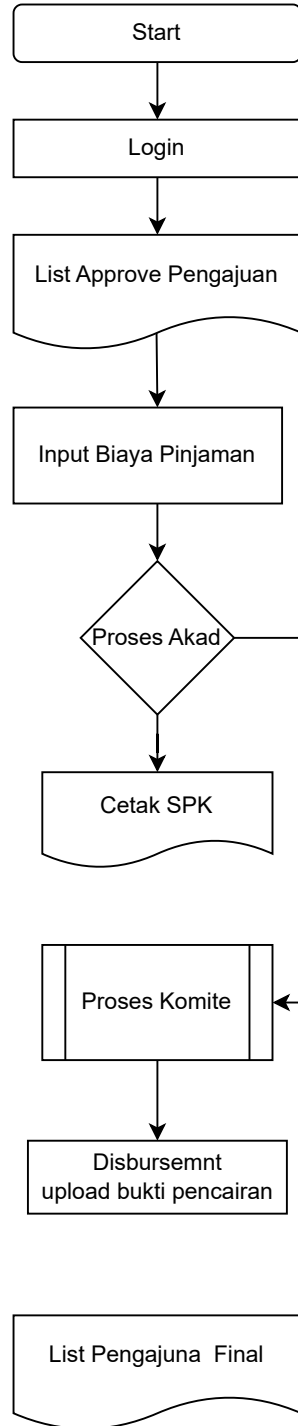 Start
Login
List Approve Pengajuan
Input Biaya Pinjaman
Proses Akad
Cetak SPK
Proses Komite
Disbursemnt
upload bukti pencairan
List Pengajuna Final